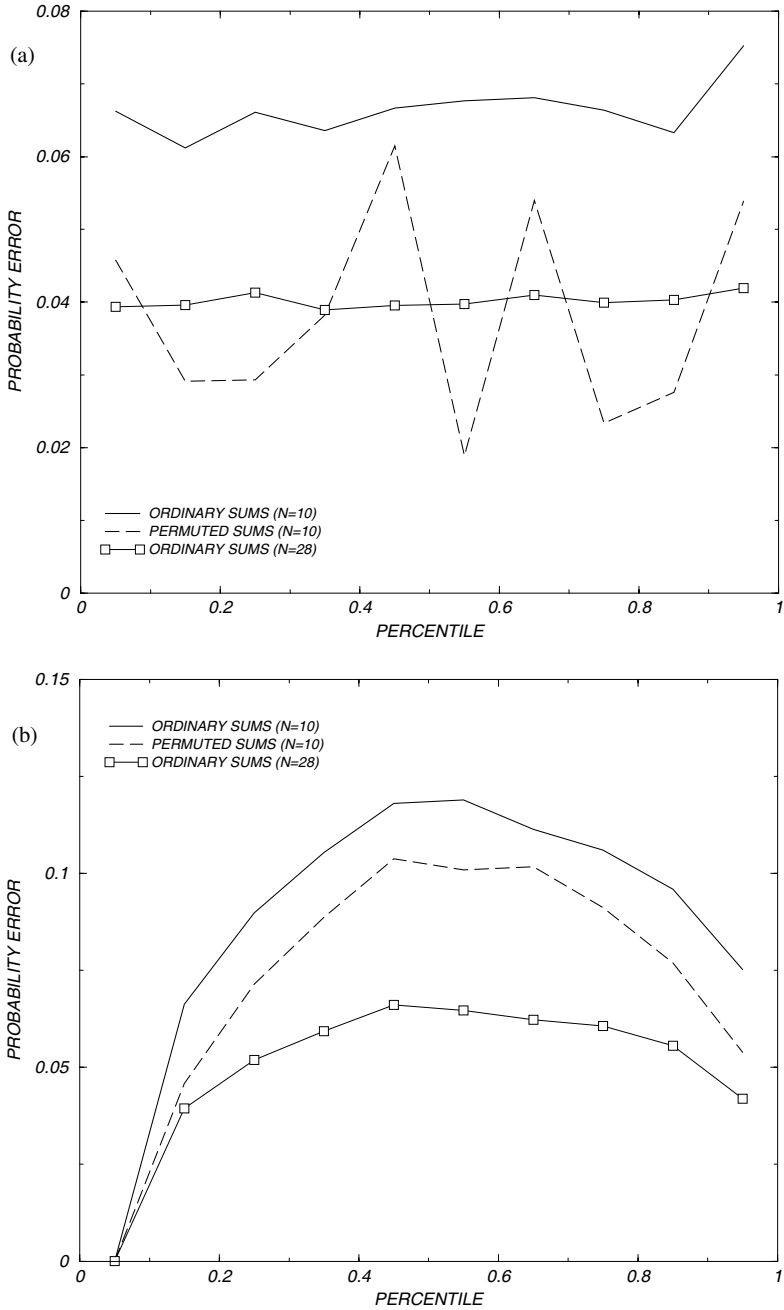 (a)
0.08
0.06
0.04
0.02
0
PROBABILITY ERROR
ORDINARY SUMS (N=10)
PERMUTED SUMS (N=10)
ORDINARY SUMS (N=28)
0 0.2 0.4 0.6 0.8 1
PERCENTILE
(b)
0.15
0.1
0.05
0
PROBABILITY ERROR
ORDINARY SUMS (N=10)
PERMUTED SUMS (N=10)
ORDINARY SUMS (N=28)
0 0.2 0.4 0.6 0.8 1
PERCENTILE